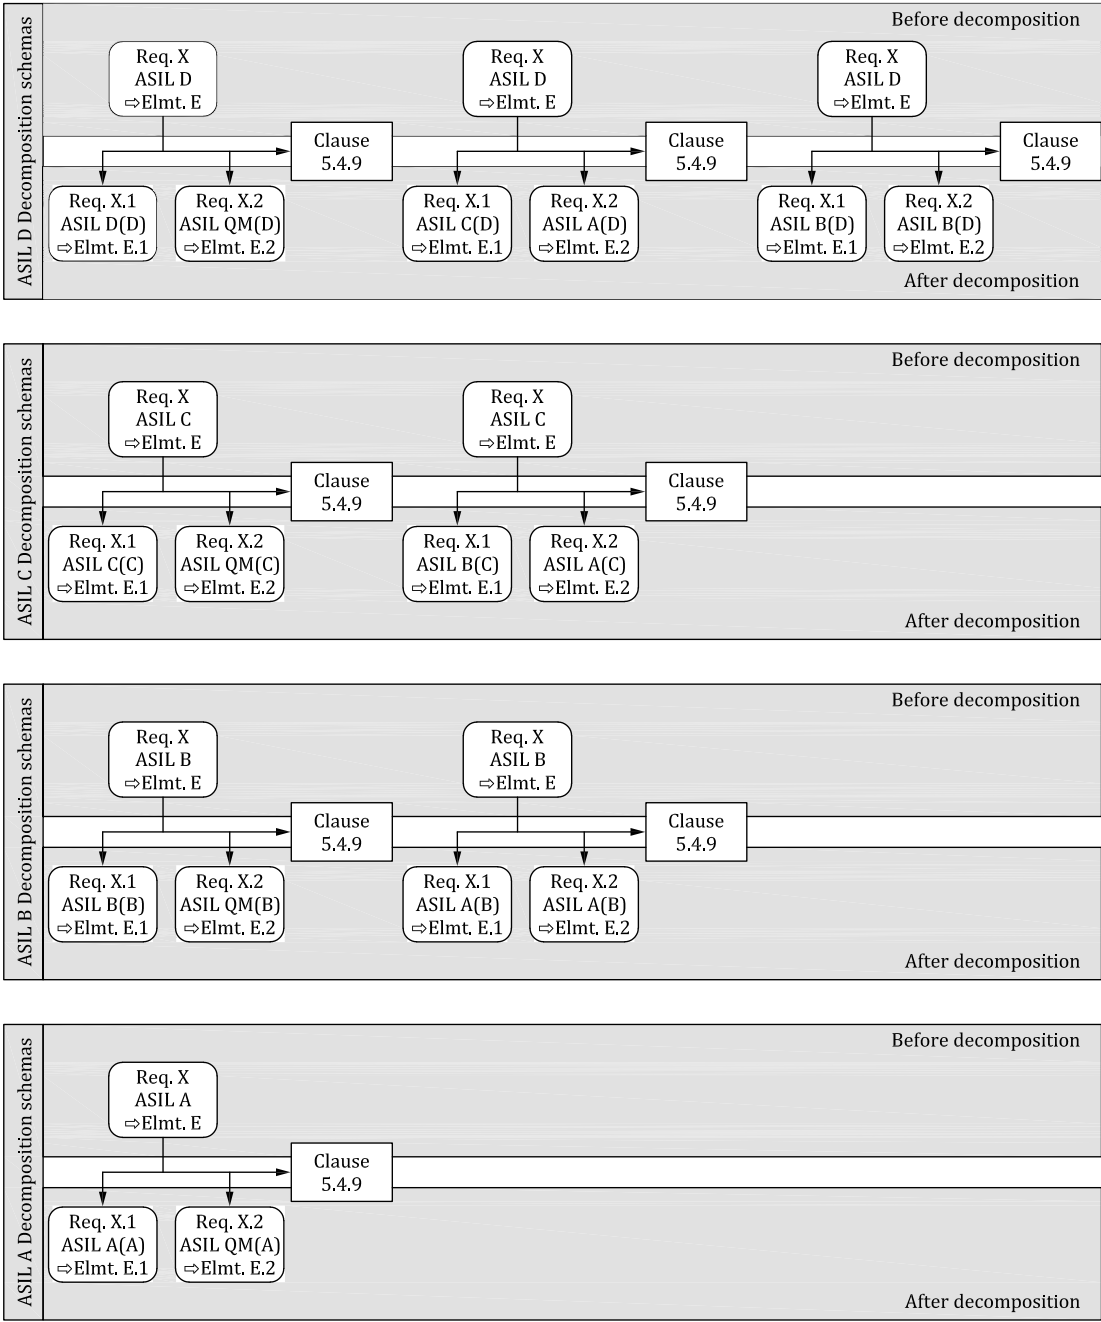 ASIL D Decomposition schemas
Before decomposition
Req. X
ASIL D
⇨Elmt. E
Req. X
ASIL D
⇨Elmt. E
Req. X
ASIL D
⇨Elmt. E
Clause
5.4.9
Clause
5.4.9
Clause
5.4.9
Req. X.1
ASIL D(D)
⇨Elmt. E.1
Req. X.2
ASIL QM(D)
⇨Elmt. E.2
Req. X.1
ASIL C(D)
⇨Elmt. E.1
Req. X.2
ASIL A(D)
⇨Elmt. E.2
Req. X.1
ASIL B(D)
⇨Elmt. E.1
Req. X.2
ASIL B(D)
⇨Elmt. E.2
After decomposition
ASIL C Decomposition schemas
Before decomposition
Req. X
ASIL C
⇨Elmt. E
Req. X
ASIL C
⇨Elmt. E
Clause
5.4.9
Clause
5.4.9
Req. X.1
ASIL C(C)
⇨Elmt. E.1
Req. X.2
ASIL QM(C)
⇨Elmt. E.2
Req. X.1
ASIL B(C)
⇨Elmt. E.1
Req. X.2
ASIL A(C)
⇨Elmt. E.2
After decomposition
ASIL B Decomposition schemas
Before decomposition
Req. X
ASIL B
⇨Elmt. E
Req. X
ASIL B
⇨Elmt. E
Clause
5.4.9
Clause
5.4.9
Req. X.1
ASIL B(B)
⇨Elmt. E.1
Req. X.2
ASIL QM(B)
⇨Elmt. E.2
Req. X.1
ASIL A(B)
⇨Elmt. E.1
Req. X.2
ASIL A(B)
⇨Elmt. E.2
After decomposition
ASIL A Decomposition schemas
Before decomposition
Req. X
ASIL A
⇨Elmt. E
Clause
5.4.9
Req. X.1
ASIL A(A)
⇨Elmt. E.1
Req. X.2
ASIL QM(A)
⇨Elmt. E.2
After decomposition